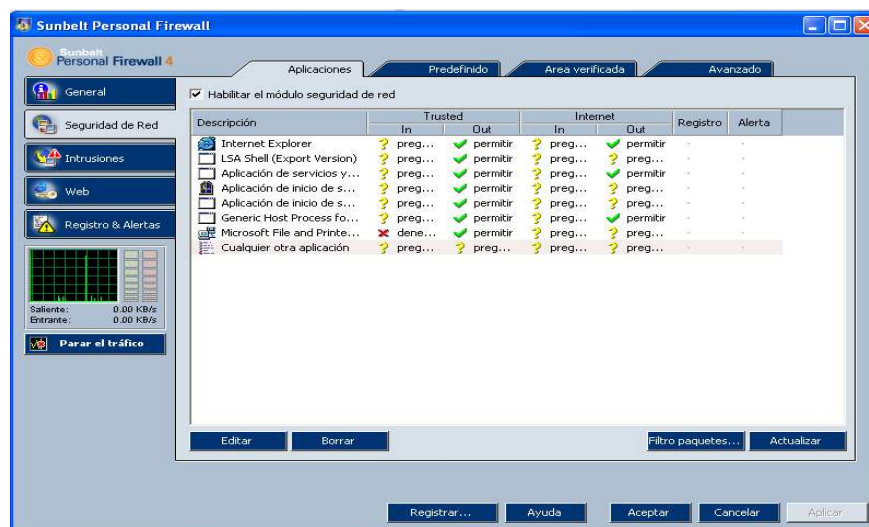 Sunbelt Personal Firewall
Sunbelt
Personal Firewall 4
Aplicaciones Predefinido Area verificada Avanzado
General
Seguridad de Red
Intrusiones
Web
Registro & Alertas
Saliente: 0.00 KB/s
Entrante: 0.00 KB/s
Parar el tráfico
Habilitar el módulo seguridad de red
Descripción Trusted Internet Registro Alerta
In Out In Out
Internet Explorer preg... permitir preg... permitir
LSA Shell (Export Version) preg... permitir preg... preg...
Aplicación de servicios y... preg... permitir preg... permitir
Aplicación de inicio de s... preg... permitir preg... preg...
Aplicación de inicio de s... preg... permitir preg... preg...
Generic Host Process fo... preg... permitir preg... permitir
Microsoft File and Printe... dene... permitir preg... preg...
Cualquier otra aplicación preg... preg... preg... preg...
Editar Borrar Filtro paquetes... Actualizar
Registrar... Ayuda Aceptar Cancelar Aplicar